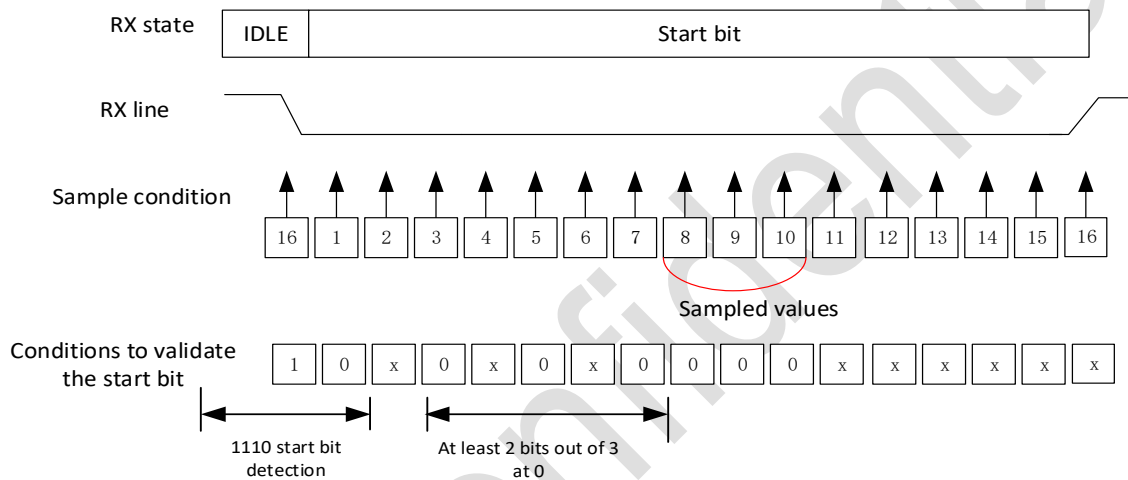 RX state
IDLE
Start bit
RX line
Sample condition
16 1 2 3 4 5 6 7 8 9 10 11 12 13 14 15 16
Sampled values
Conditions to validate
the start bit
1 0 x 0 x 0 x 0 0 0 0 x x x x x x
1110 start bit
detection
At least 2 bits out of 3
at 0